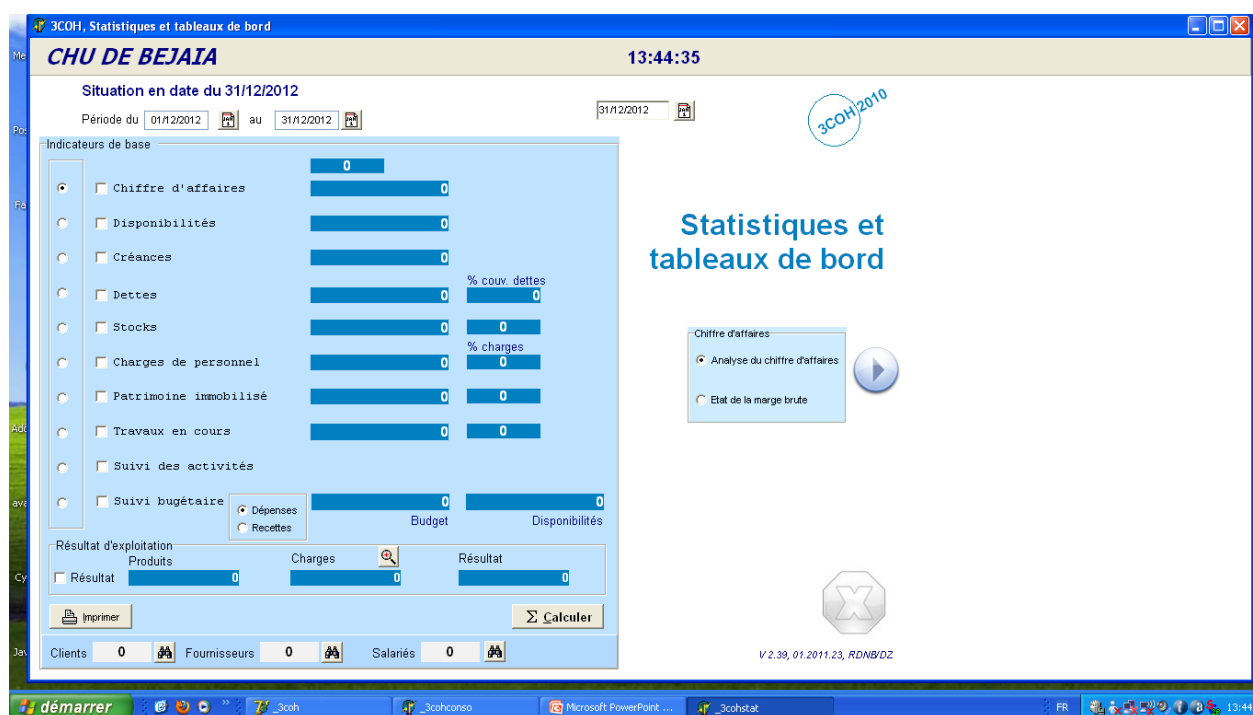 3COH, Statistiques et tableaux de bord
CHU DE BEJAIA 13:44:35
Situation en date du 31/12/2012
Période du 01/12/2012 au 31/12/2012
31/12/2012
3COH 2010
Indicateurs de base
0
Chiffre d'affaires 0
Disponibilités 0
Créances 0
% couv. dettes
Dettes 0 0
Stocks 0 0
% charges
Charges de personnel 0 0
Patrimoine immobilisé 0 0
Travaux en cours 0 0
Suivi des activités
Suivi bugétaire 0 0
Dépenses
Recettes
Budget Disponibilités
Résultat d'exploitation
Produits Charges Résultat
Résultat 0 0 0
Imprimer Σ Calculer
Clients 0 Fournisseurs 0 Salariés 0
Statistiques et
tableaux de bord
Chiffre d'affaires
Analyse du chiffre d'affaires
Etat de la marge brute
V 2.39, 01.2011.23, RDNB/DZ
démarrer _3coh _3cohconso Microsoft PowerPoint ... _3cohstat FR 13:44